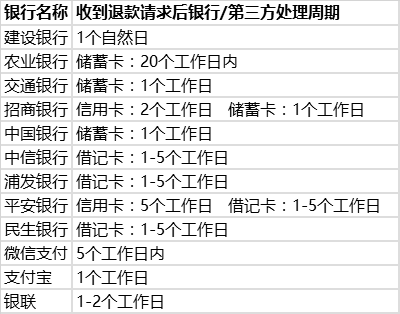 银行名称 收到退款请求后银行/第三方处理周期
建设银行 1个自然日
农业银行 储蓄卡：20个工作日内
交通银行 储蓄卡：1个工作日
招商银行 信用卡：2个工作日 储蓄卡：1个工作日
中国银行 储蓄卡：1个工作日
中信银行 借记卡：1-5个工作日
浦发银行 借记卡：1-5个工作日
平安银行 信用卡：5个工作日 借记卡：1-5个工作日
民生银行 借记卡：1-5个工作日
微信支付 5个工作日内
支付宝 1个工作日
银联 1-2个工作日